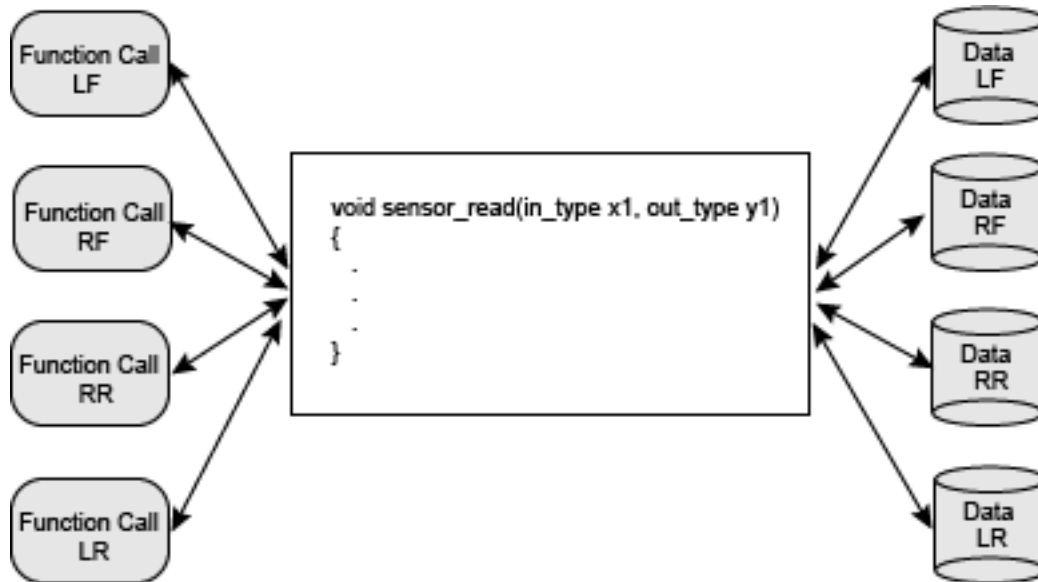 Function Call
LF
Function Call
RF
Function Call
RR
Function Call
LR
void sensor_read(in_type x1, out_type y1)
{
.
.
.
}
Data
LF
Data
RF
Data
RR
Data
LR